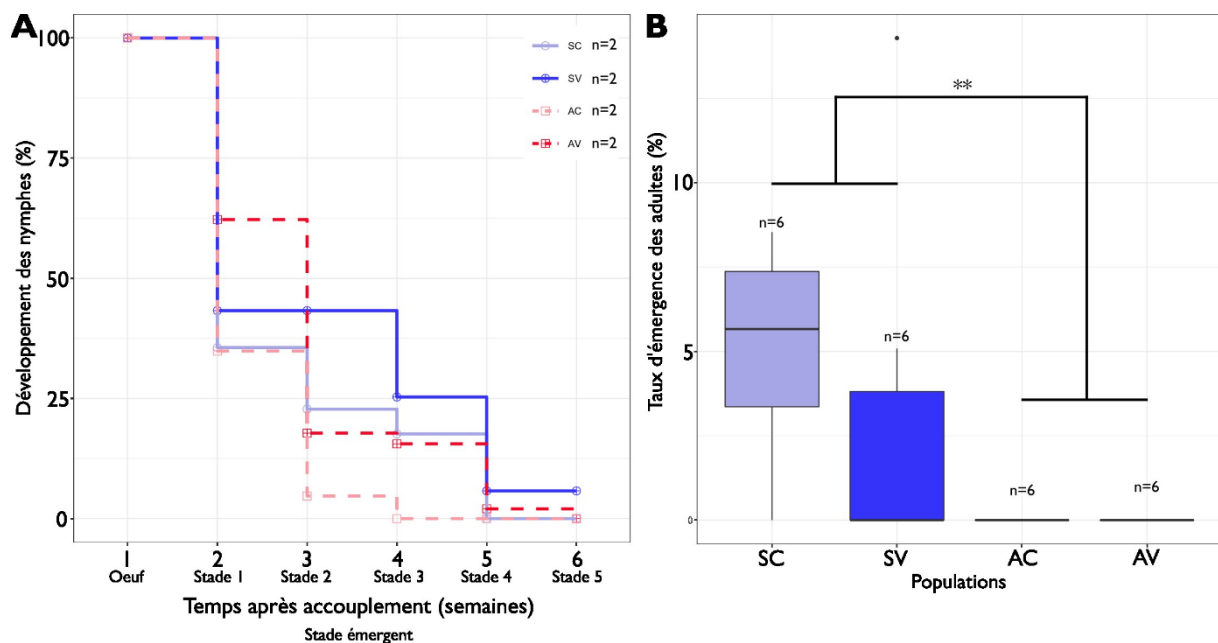 A
Développement des nymphes (%)
100
75
50
25
0
SC n=2
SV n=2
AC n=2
AV n=2
1 2 3 4 5 6
Oeuf Stade 1 Stade 2 Stade 3 Stade 4 Stade 5
Temps après accouplement (semaines)
Stade émergent
B
Taux d'émergence des adultes (%)
10
5
0
**
n=6
n=6
n=6
n=6
SC SV AC AV
Populations